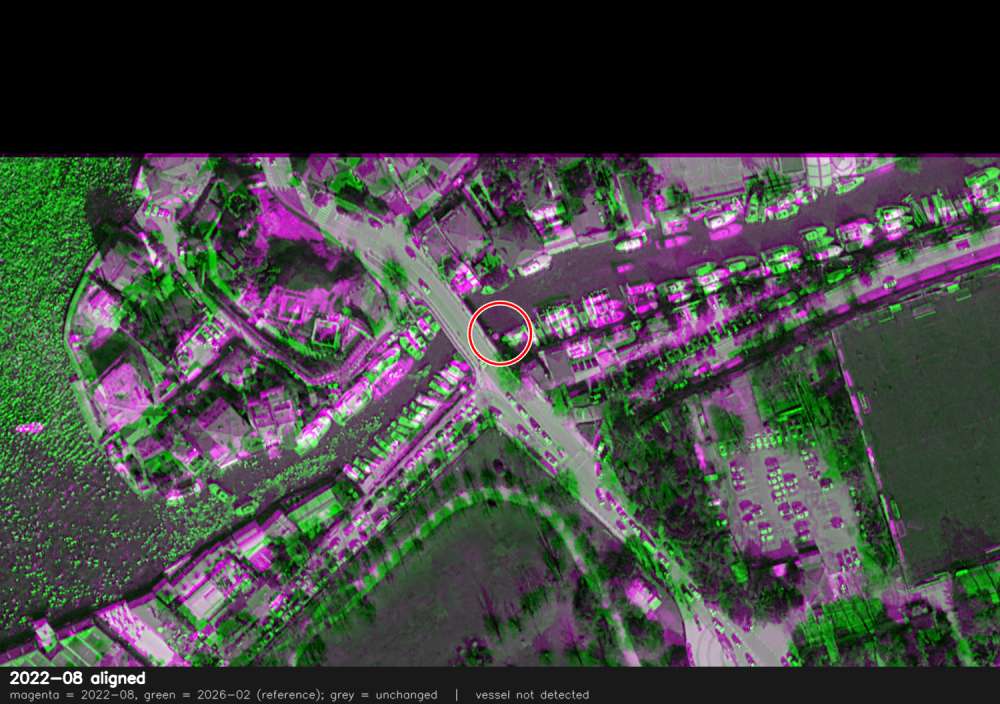 2022-08 aligned
magenta = 2022-08, green = 2026-02 (reference); grey = unchanged | vessel not detected